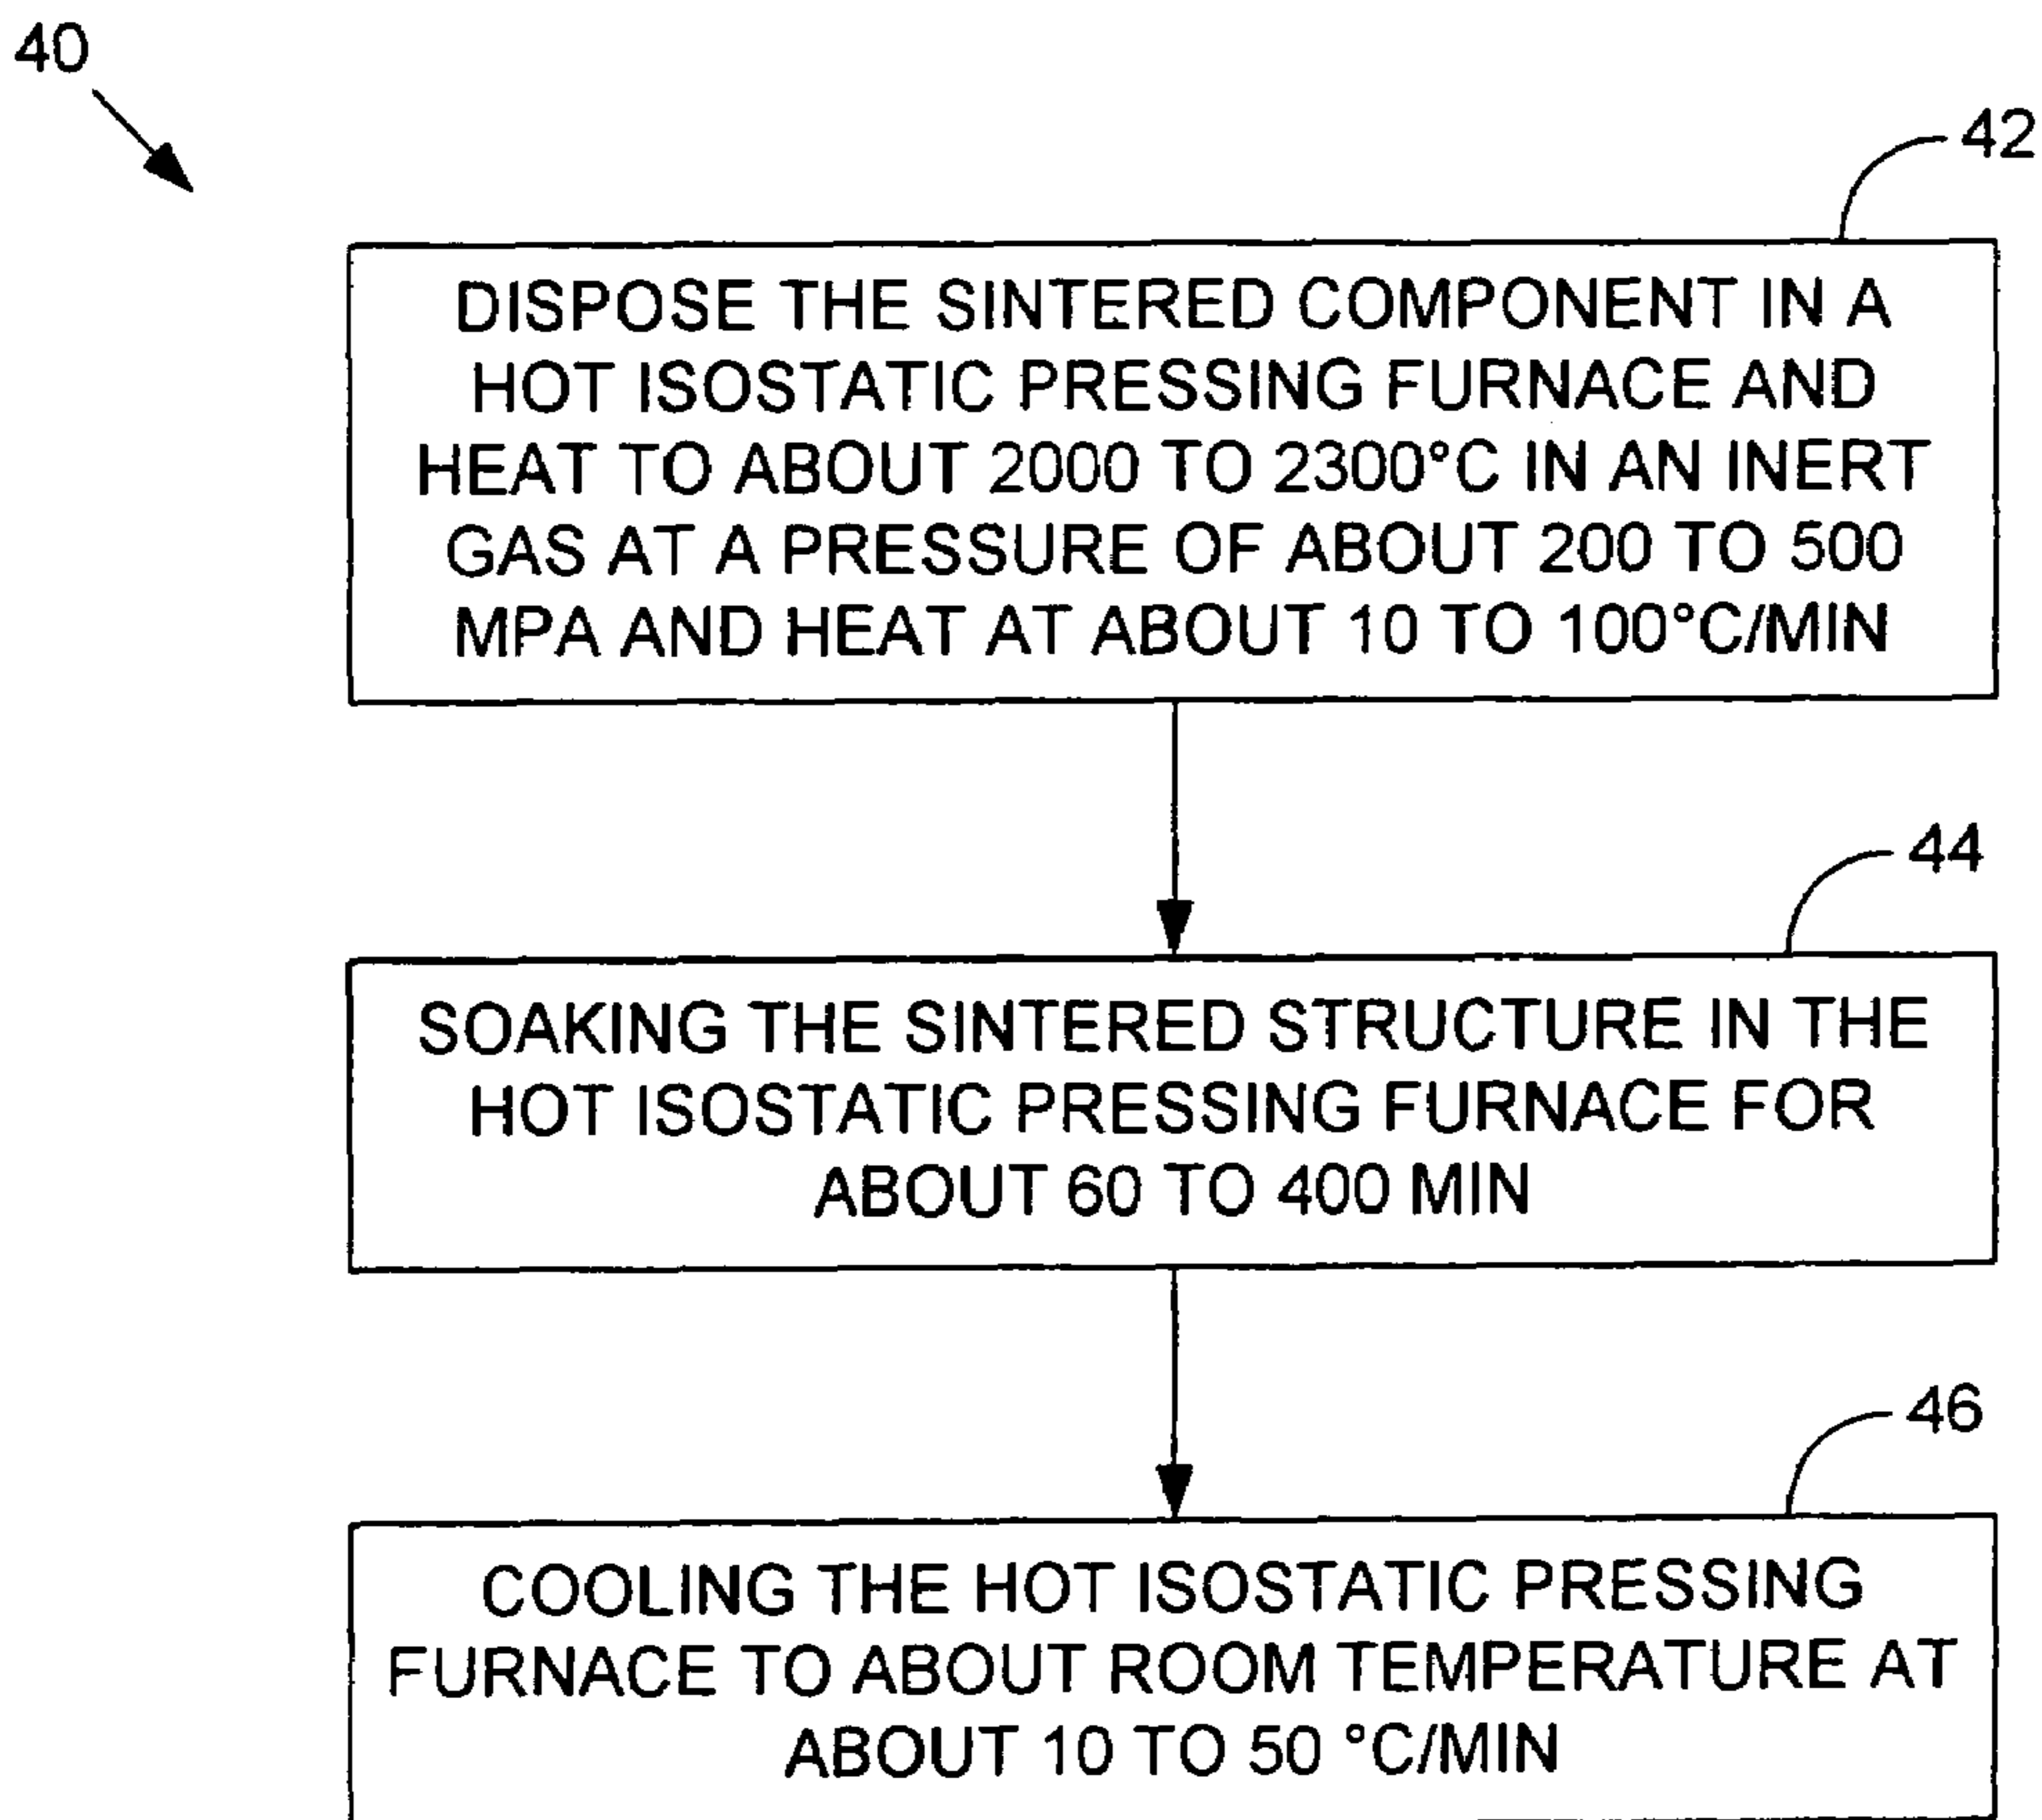 40
42
DISPOSE THE SINTERED COMPONENT IN A
HOT ISOSTATIC PRESSING FURNACE AND
HEAT TO ABOUT 2000 TO 2300°C IN AN INERT
GAS AT A PRESSURE OF ABOUT 200 TO 500
MPA AND HEAT AT ABOUT 10 TO 100°C/MIN
44
SOAKING THE SINTERED STRUCTURE IN THE
HOT ISOSTATIC PRESSING FURNACE FOR
ABOUT 60 TO 400 MIN
46
COOLING THE HOT ISOSTATIC PRESSING
FURNACE TO ABOUT ROOM TEMPERATURE AT
ABOUT 10 TO 50 °C/MIN